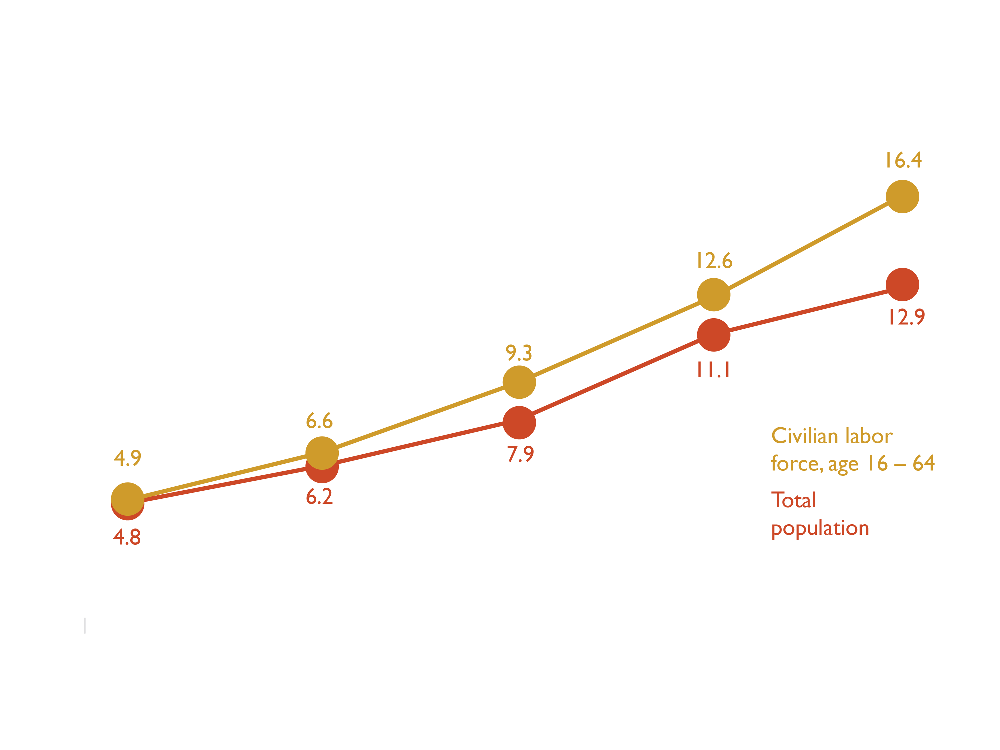 16.4
12.6
12.9
9.3
11.1
6.6
7.9
4.9
6.2
4.8
Civilian labor
force, age 16 – 64
Total
population